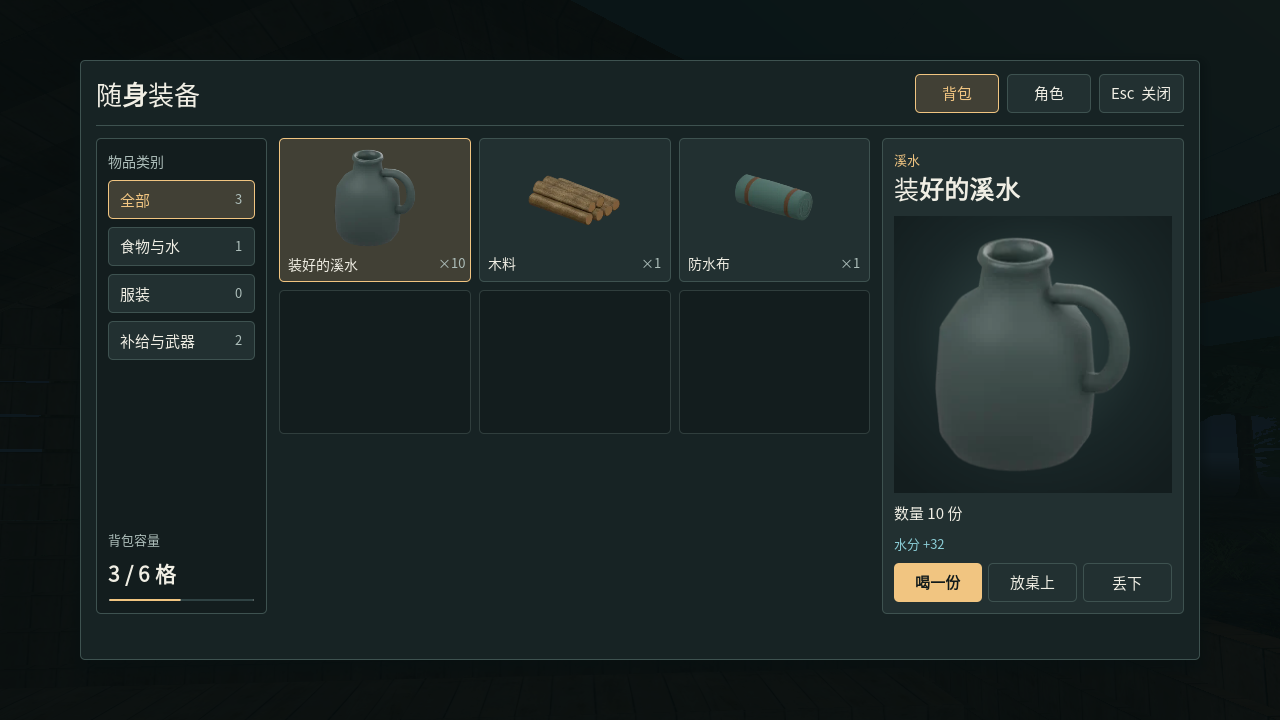 随身装备
背包
角色
Esc 关闭
物品类别
全部 3
食物与水 1
服装 0
补给与武器 2
背包容量
3 / 6 格
装好的溪水 ×10
木料 ×1
防水布 ×1
溪水
装好的溪水
数量 10 份
水分 +32
喝一份
放桌上
丢下